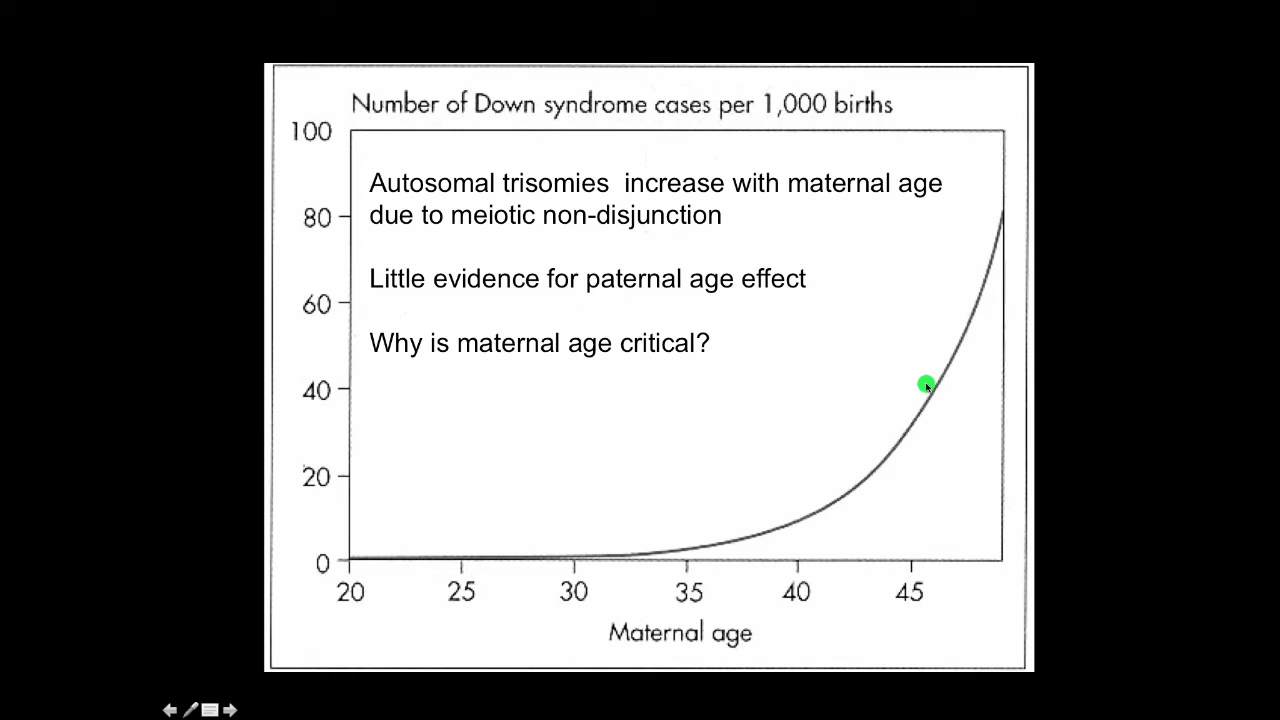 Number of Down syndrome cases per 1,000 births
100
Autosomal trisomies  increase with maternal age
due to meiotic non-disjunction
80
Little evidence for paternal age effect
60
Why is maternal age critical?
40
20
0
20 25 30 35 40 45
Maternal age